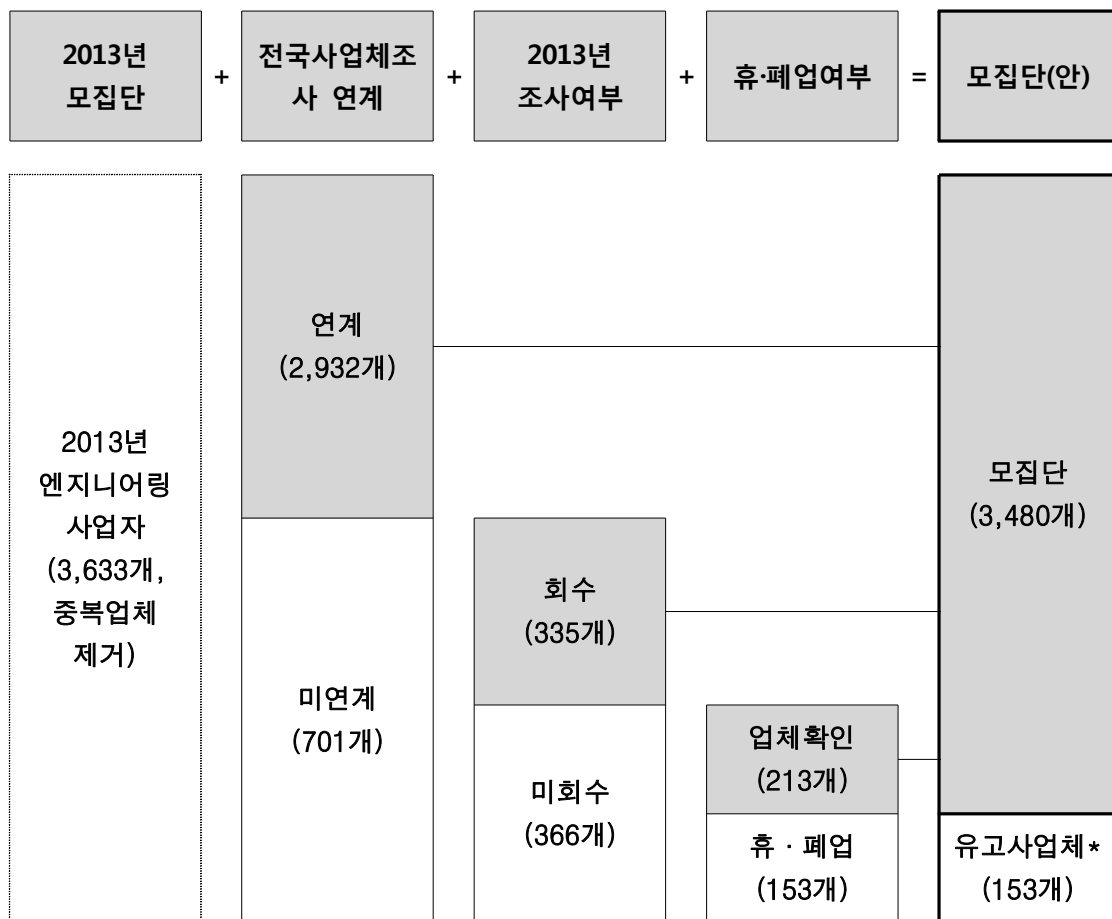 2013년
모집단
+
전국사업체조
사 연계
+
2013년
조사여부
+
휴·폐업여부
=
모집단(안)
2013년
엔지니어링
사업자
(3,633개,
중복업체
제거)
연계
(2,932개)
미연계
(701개)
회수
(335개)
미회수
(366개)
업체확인
(213개)
휴 · 폐업
(153개)
모집단
(3,480개)
유고사업체*
(153개)